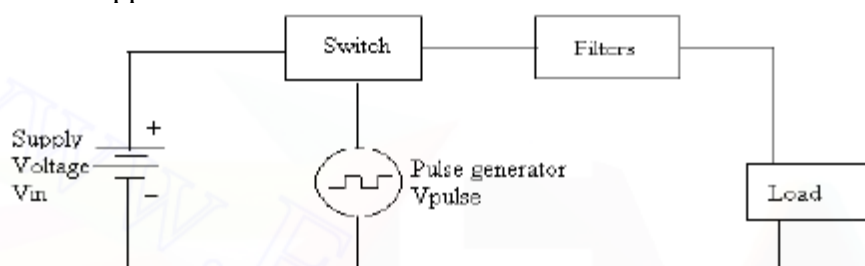 Switch
Filters
+
Supply
Voltage
Vin
–
Pulse generator
Vpulse
Load